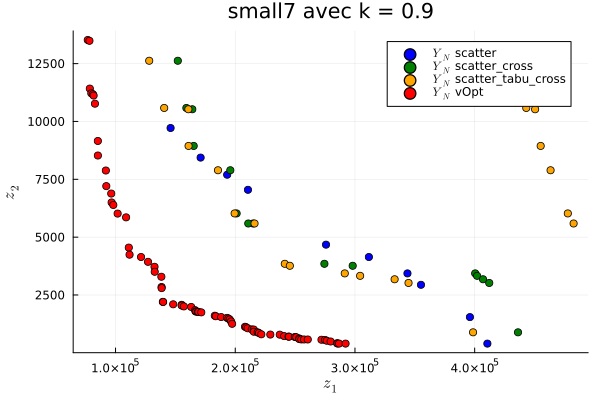 small7 avec k = 0.9
Y_N scatter
Y_N scatter_cross
Y_N scatter_tabu_cross
Y_N vOpt
12500
10000
7500
5000
2500
z_2
1.0×10^5
2.0×10^5
3.0×10^5
4.0×10^5
z_1